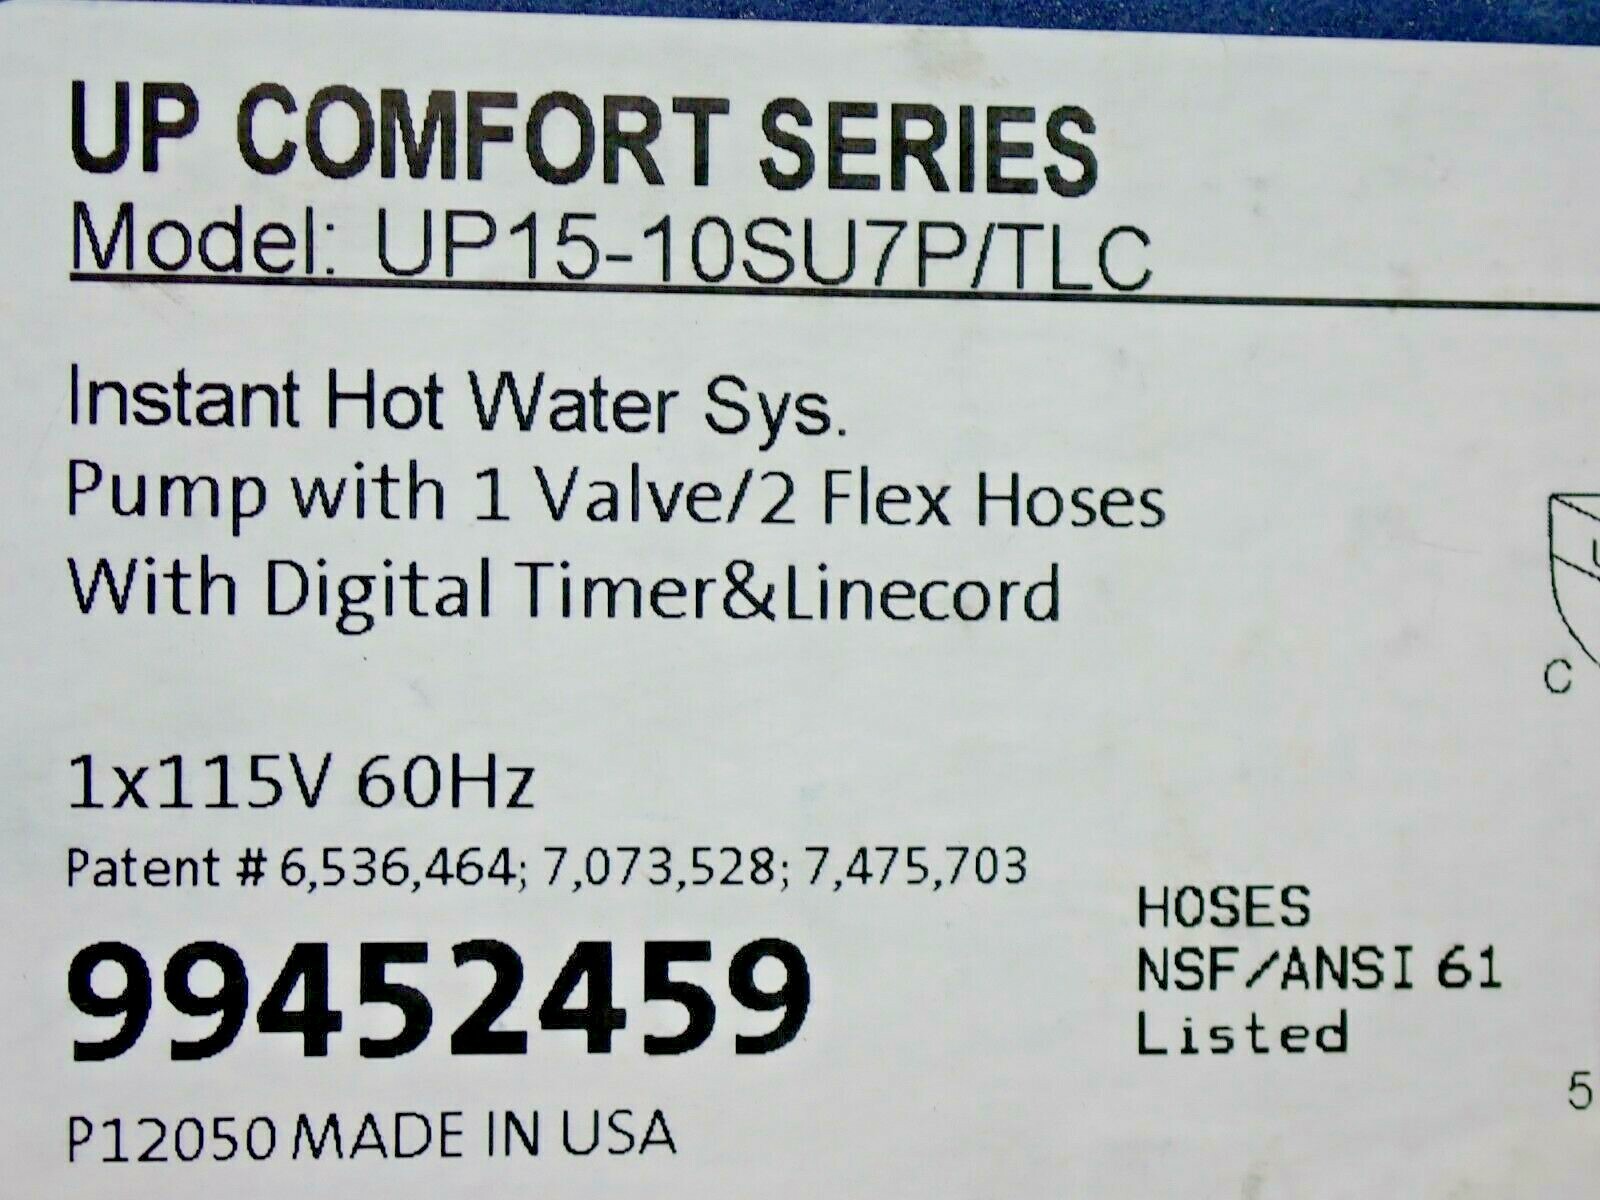 UP COMFORT SERIES
Model: UP15-10SU7P/TLC
Instant Hot Water Sys.
Pump with 1 Valve/2 Flex Hoses
With Digital Timer&Linecord
C
1x115V 60Hz
Patent # 6,536,464; 7,073,528; 7,475,703
99452459
HOSES
NSF/ANSI 61
Listed
5
P12050 MADE IN USA